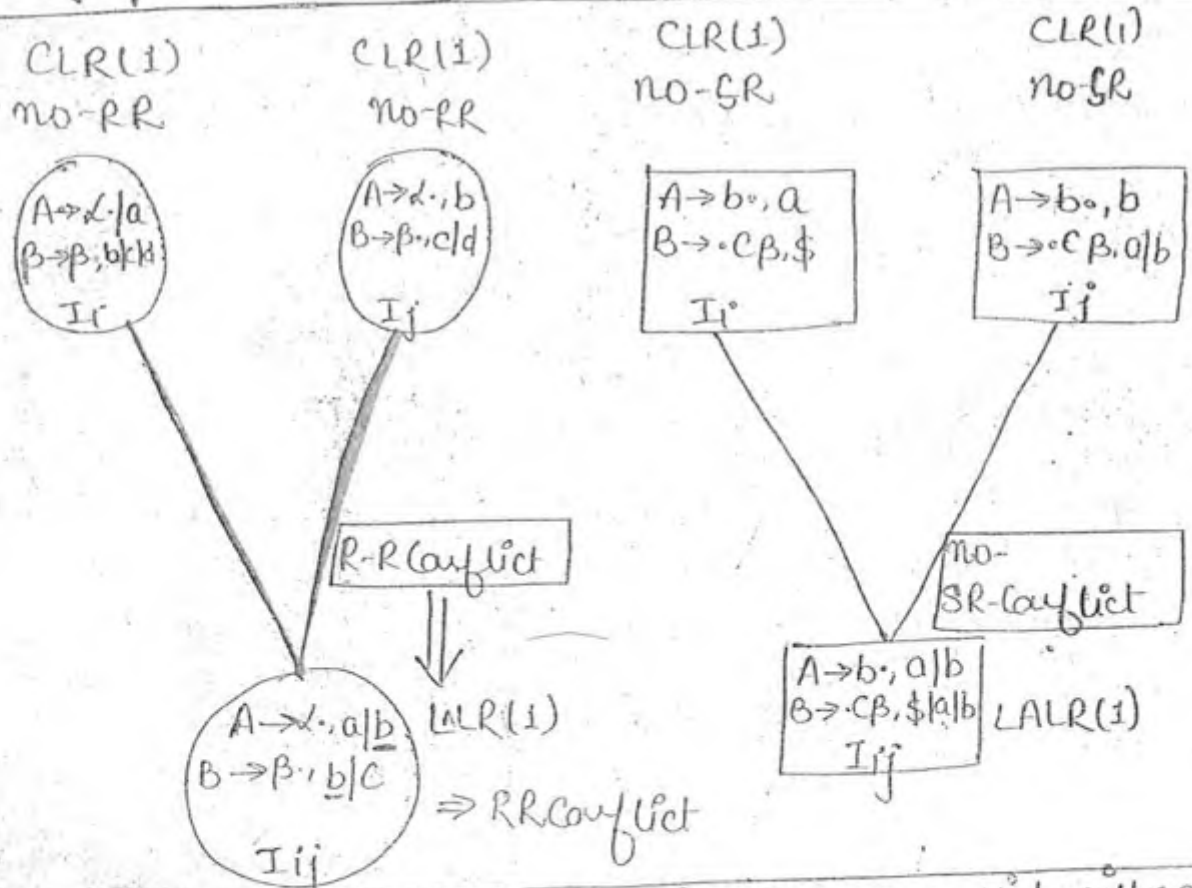 CLR(1)
no-RR
A→α·/a
B→β·, b/c/d
Ii
CLR(1)
no-RR
A→α·, b
B→β·, c/d
Ij
R-R Conflict
LALR(1)
A→α·, a|b
B→β·, b/C
Iij
⇒ RR Conflict
CLR(1)
no-SR
A→b·, a
B→·Cβ, $
Ii
CLR(1)
no-SR
A→b·, b
B→·Cβ, a|b
Ij
no-
SR-Conflict
A→b·, a|b
B→·Cβ, $|a|b
Iij
LALR(1)